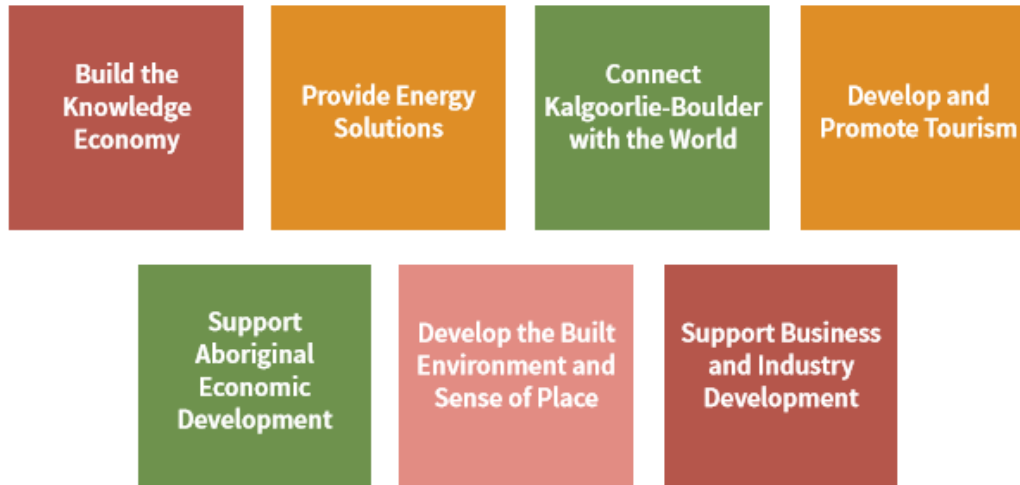 Build the
Knowledge
Economy
Provide Energy
Solutions
Connect
Kalgoorlie-Boulder
with the World
Develop and
Promote Tourism
Support
Aboriginal
Economic
Development
Develop the Built
Environment and
Sense of Place
Support Business
and Industry
Development